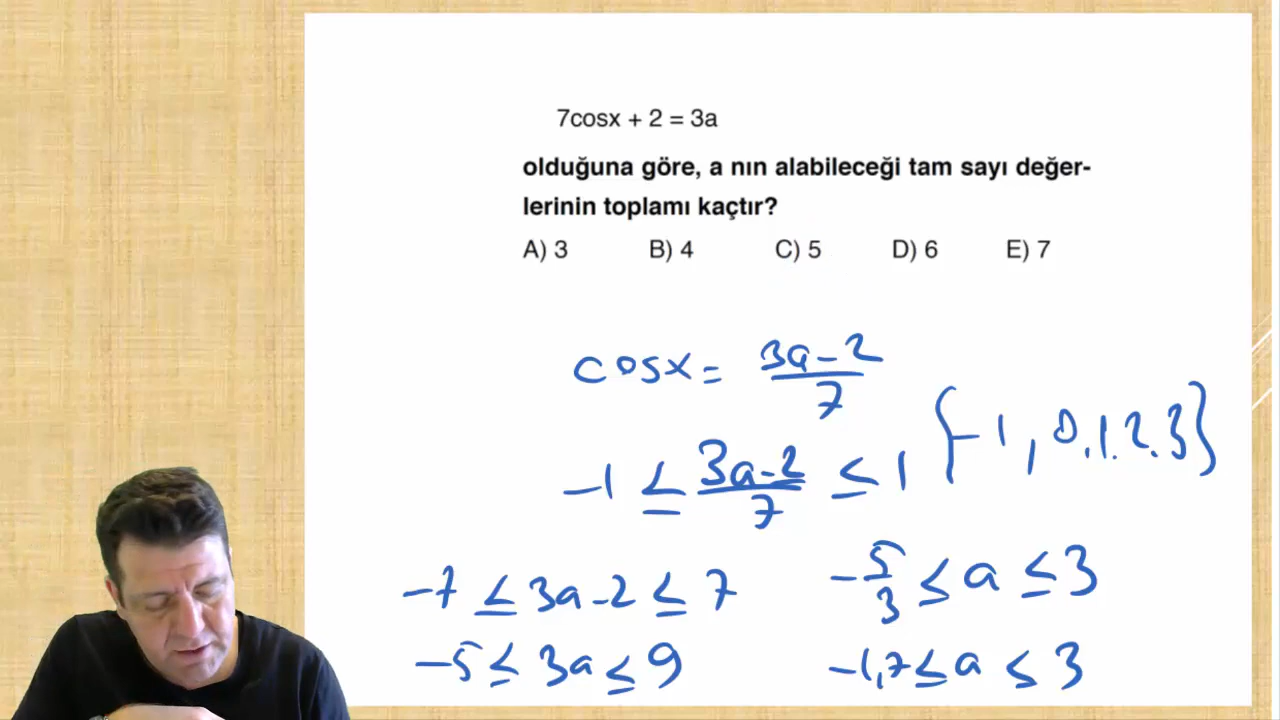 7cosx + 2 = 3a
olduğuna göre, a nın alabileceği tam sayı değer-
lerinin toplamı kaçtır?
A) 3 B) 4 C) 5 D) 6 E) 7
cosx = (3a-2)/7
-1 ≤ (3a-2)/7 ≤ 1 {-1, 0, 1. 2. 3}
-7 ≤ 3a-2 ≤ 7
-5 ≤ 3a ≤ 9
-5/3 ≤ a ≤ 3
-1,7 ≤ a ≤ 3